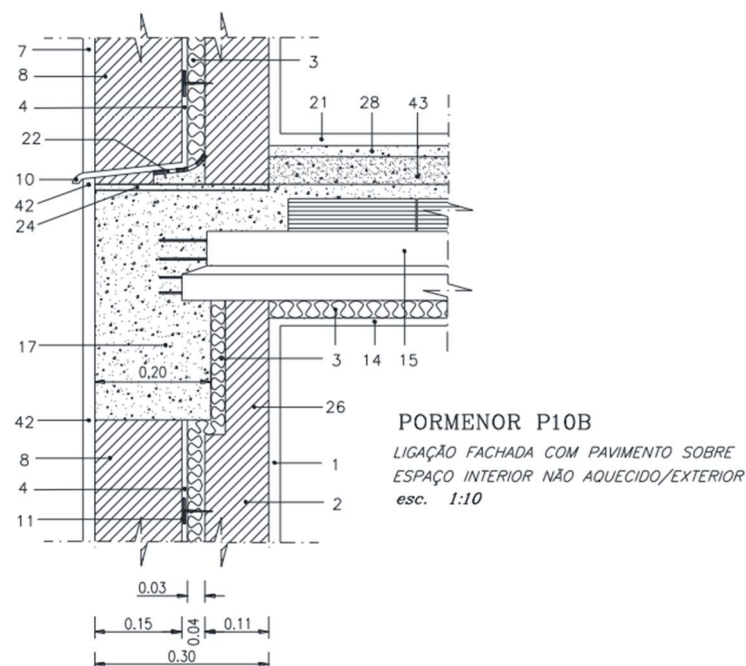 7
8
3
4
21 28 43
22
10
42
24
17
0,20
3 14 15
42
26
8
1
4
2
11
PORMENOR P10B
LIGAÇÃO FACHADA COM PAVIMENTO SOBRE
ESPAÇO INTERIOR NÃO AQUECIDO/EXTERIOR
esc. 1:10
0.03
0.15 0.04 0.11
0.30